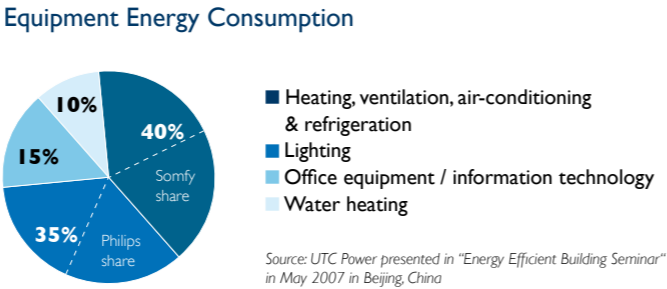 Equipment Energy Consumption
10%
40%
15%
Somfy
share
35%
Philips
share
Heating, ventilation, air-conditioning
& refrigeration
Lighting
Office equipment / information technology
Water heating
Source: UTC Power presented in "Energy Efficient Building Seminar"
in May 2007 in Beijing, China